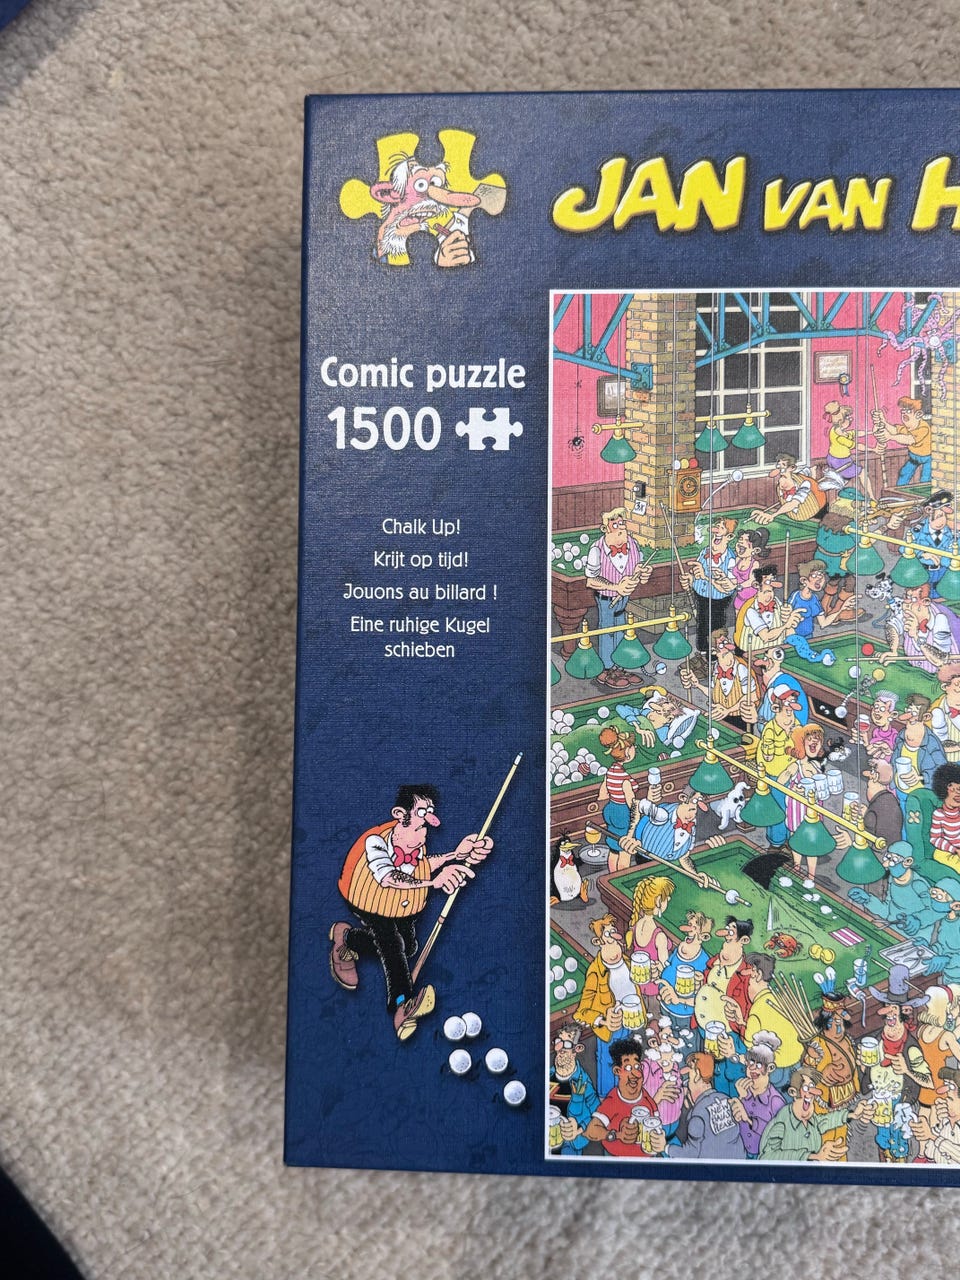 JAN VAN H
Comic puzzle
1500
Chalk Up!
Krijt op tijd!
Jouons au billard !
Eine ruhige Kugel
schieben